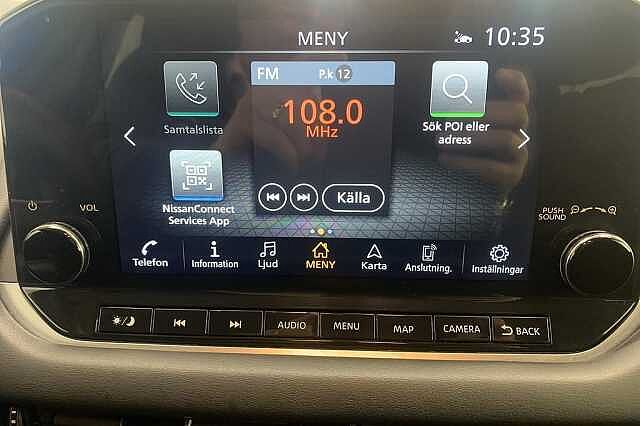 MENY
10:35
FM P.k 12
108.0
MHz
Källa
Samtalslista
Sök POI eller
adress
NissanConnect
Services App
Telefon
Information
Ljud
MENY
Karta
Anslutning.
Inställningar
VOL
PUSH
SOUND
AUDIO
MENU
MAP
CAMERA
BACK